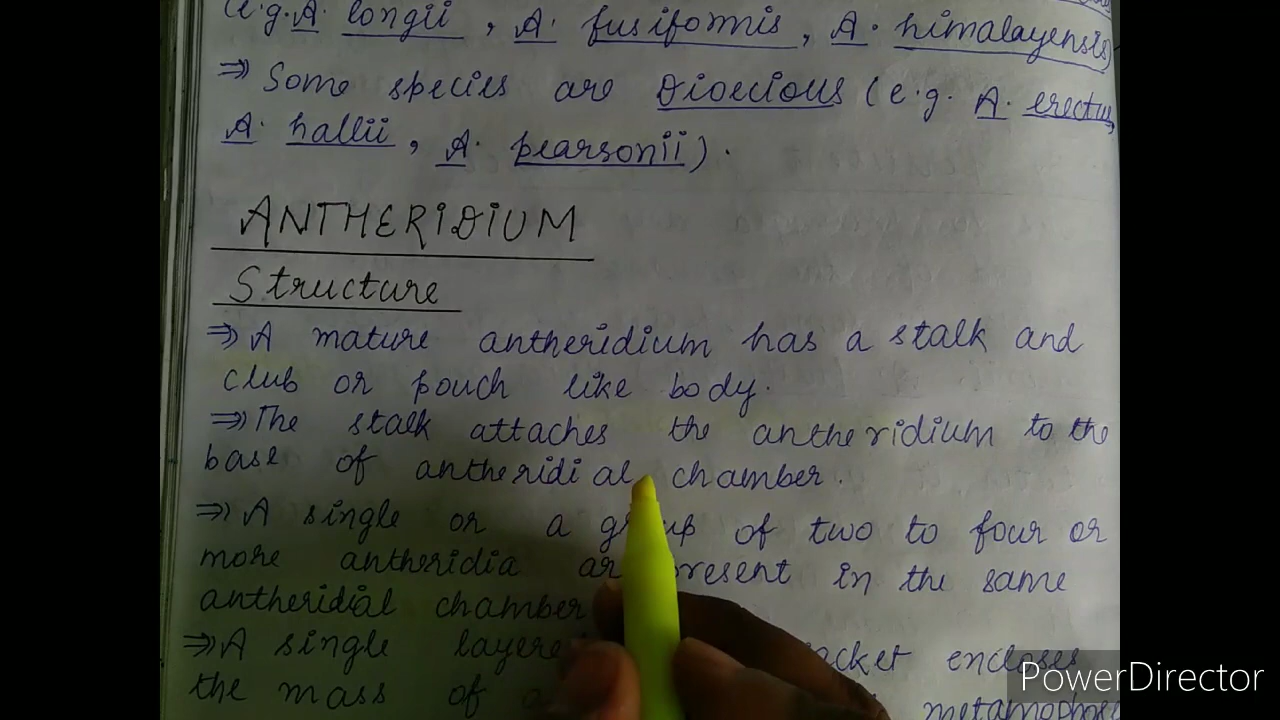 (e.g. A. longii, A. fusiformis, A. himalayensis)
⇒ Some species are Dioecious (e.g. A. erectus,
A. hallii, A. pearsonii).
ANTHERIDIUM
Structure
⇒ A mature antheridium has a stalk and
club or pouch like body.
⇒ The stalk attaches the antheridium to the
base of antheridial chamber.
⇒ A single or a group of two to four or
more antheridia are present in the same
antheridial chamber
⇒ A single layered jacket encloses
the mass of
PowerDirector